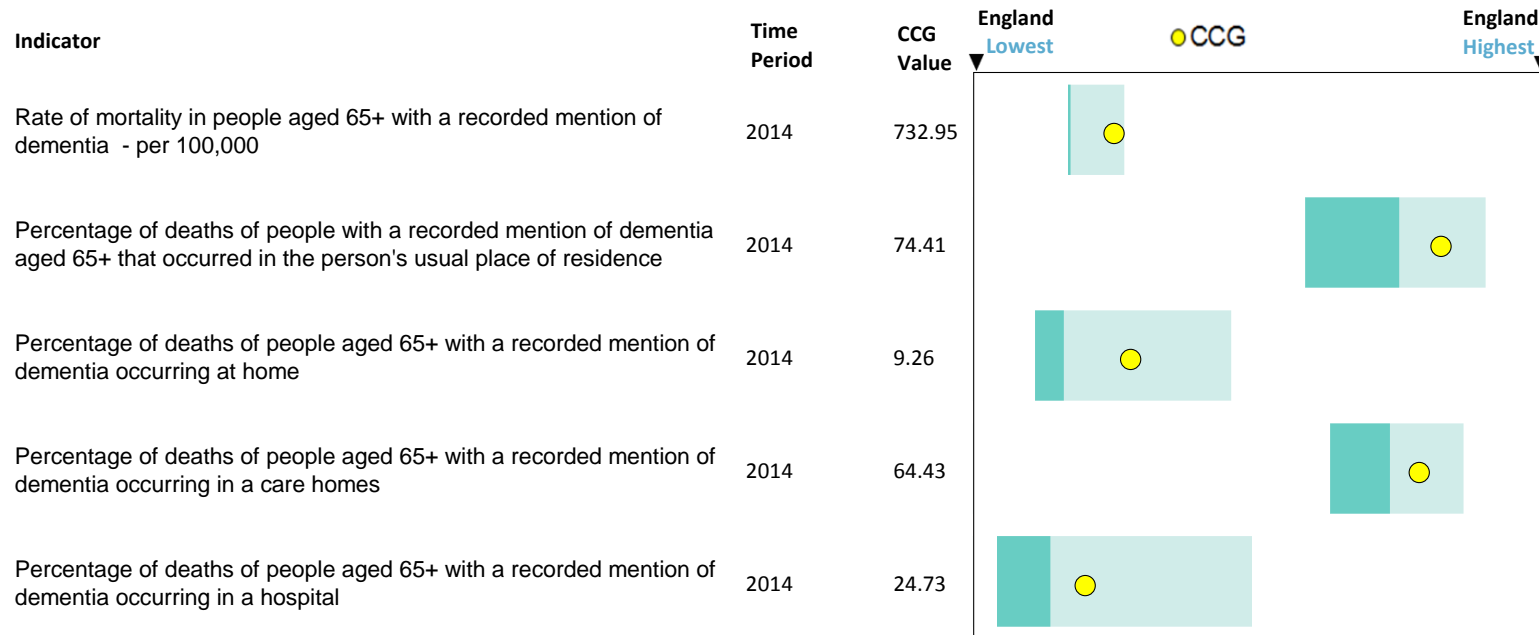 Indicator
Time
Period
CCG
Value
England
Lowest
CCG
England
Highest
Rate of mortality in people aged 65+ with a recorded mention of
dementia - per 100,000
2014
732.95
Percentage of deaths of people with a recorded mention of dementia
aged 65+ that occurred in the person's usual place of residence
2014
74.41
Percentage of deaths of people aged 65+ with a recorded mention of
dementia occurring at home
2014
9.26
Percentage of deaths of people aged 65+ with a recorded mention of
dementia occurring in a care homes
2014
64.43
Percentage of deaths of people aged 65+ with a recorded mention of
dementia occurring in a hospital
2014
24.73